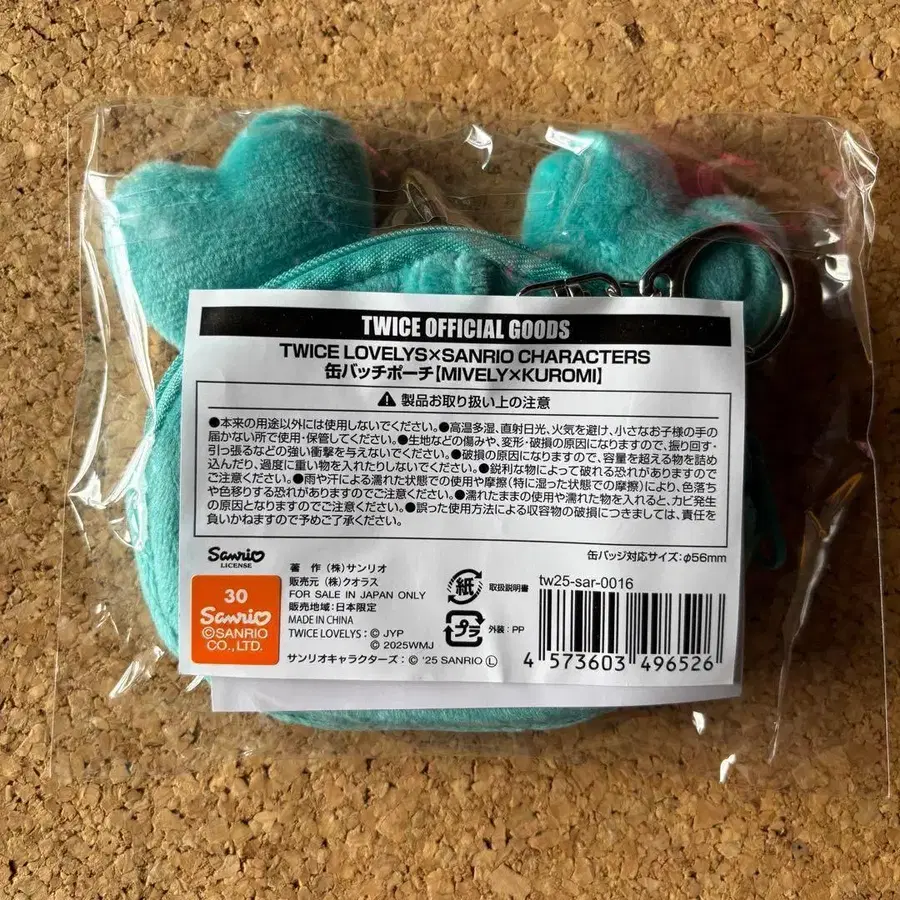 TWICE OFFICIAL GOODS
TWICE LOVELYS×SANRIO CHARACTERS
缶バッチポーチ【MIVELY×KUROMI】
製品お取り扱い上の注意
●本来の用途以外には使用しないでください。●高温多湿、直射日光、火気を避け、小さなお子様の手の
届かない所で使用・保管してください。●生地などの傷みや、変形・破損の原因になりますので、振り回す・
引っ張るなどの強い衝撃を与えないでください。●破損の原因になりますので、容量を超える物を詰め
込んだり、過度に重い物を入れたりしないでください。●鋭利な物によって破れる恐れがありますので
ご注意ください。●雨や汗による濡れた状態での使用や摩擦(特に湿った状態での摩擦)により、色落ち
や色移りする恐れがありますのでご注意ください。●濡れたままの使用や濡れた物を入れると、カビ発生
の原因となりますのでご注意ください。●誤った使用方法による収容物の破損につきましては、責任を
負いかねますので予めご了承ください。
缶バッジ対応サイズ:φ56mm
Sanrio
LICENSE
30
Sanrio
©SANRIO
CO.,LTD.
著 作 (株)サンリオ
販売元 (株)クオラス
FOR SALE IN JAPAN ONLY
販売地域:日本限定
MADE IN CHINA
TWICE LOVELYS:© JYP
© 2025WMJ
サンリオキャラクターズ:© '25 SANRIO Ⓛ
紙
取扱説明書
プラ
外装:PP
tw25-sar-0016
4 573603 496526